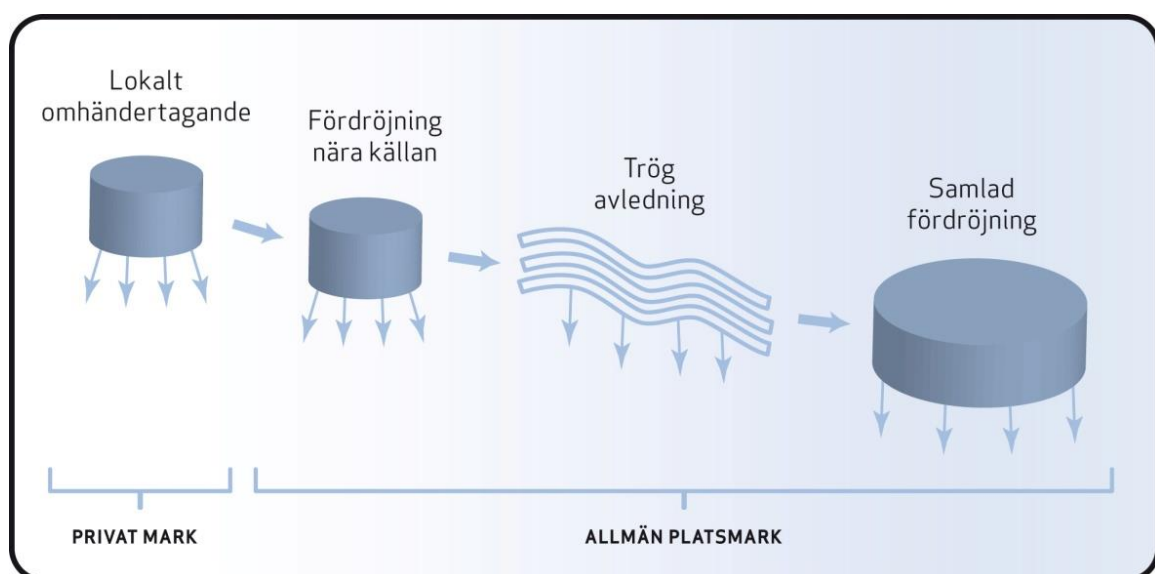 Lokalt
omhändertagande
Fördröjning
nära källan
Trög
avledning
Samlad
fördröjning
PRIVAT MARK
ALLMÄN PLATSMARK